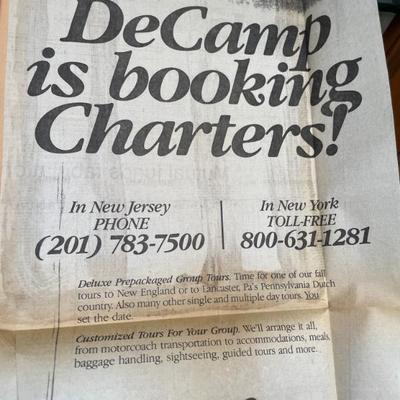 DeCamp
is booking
Charters!
In New Jersey
PHONE
(201) 783-7500
In New York
TOLL-FREE
800-631-1281
Deluxe Prepackaged Group Tours. Time for one of our fall
tours to New England or to Lancaster, Pa's Pennsylvania Dutch
country. Also many other single and multiple day tours. You
set the date.
Customized Tours For Your Group. We'll arrange it all,
from motorcoach transportation to accommodations, meals,
baggage handling, sightseeing, guided tours and more.